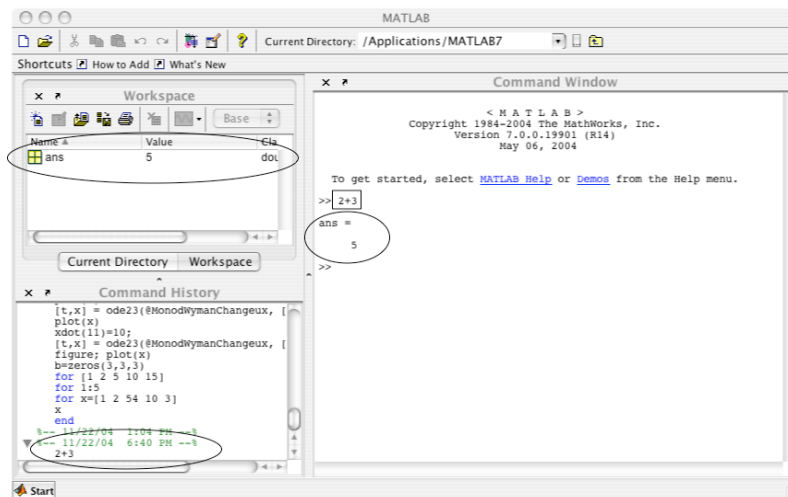 MATLAB
Current Directory: /Applications/MATLAB7
Shortcuts How to Add What's New
Workspace
Base
Name Value Cla
ans 5 dou
Current Directory Workspace
Command History
[t,x] = ode23(@MonodWymanChangeux, [
plot(x)
xdot(11)=10;
[t,x] = ode23(@MonodWymanChangeux, [
figure; plot(x)
b=zeros(3,3,3)
for [1 2 5 10 15]
for 1:5
for x=[1 2 54 10 3]
x
end
%-- 11/22/04 1:04 PM --%
%-- 11/22/04 6:40 PM --%
2+3
Start
Command Window
< M A T L A B >
Copyright 1984-2004 The MathWorks, Inc.
Version 7.0.0.19901 (R14)
May 06, 2004
To get started, select MATLAB Help or Demos from the Help menu.
>> 2+3
ans =
5
>>